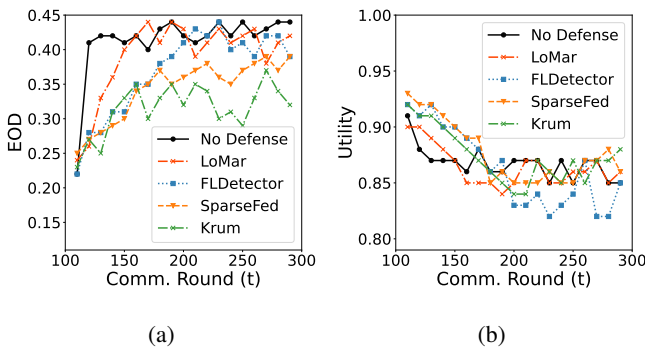 0.45
0.40
0.35
0.30
0.25
0.20
0.15
EOD
No Defense
LoMar
FLDetector
SparseFed
Krum
100 150 200 250 300
Comm. Round (t)
(a)
1.00
0.95
0.90
0.85
0.80
Utility
No Defense
LoMar
FLDetector
SparseFed
Krum
100 150 200 250 300
Comm. Round (t)
(b)